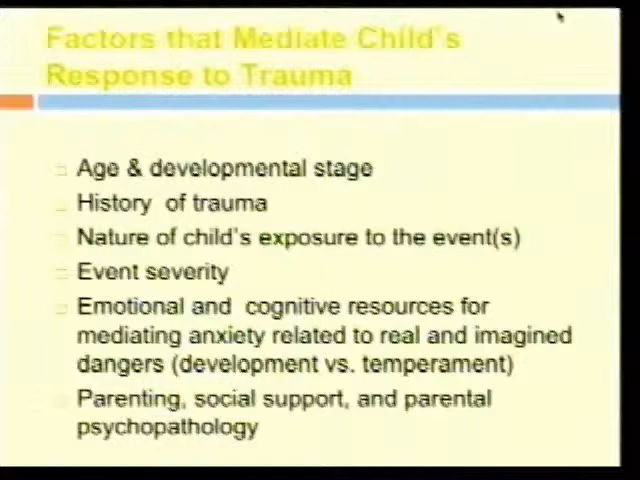 Factors that Mediate Child's
Response to Trauma
Age & developmental stage
History of trauma
Nature of child's exposure to the event(s)
Event severity
Emotional and cognitive resources for
mediating anxiety related to real and imagined
dangers (development vs. temperament)
Parenting, social support, and parental
psychopathology